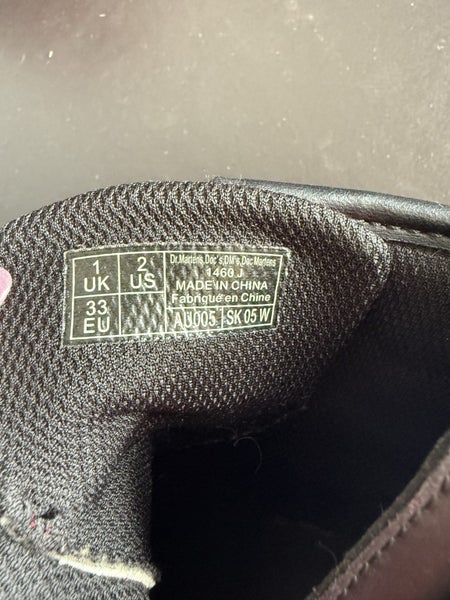 1 UK
2 US
33 EU
Dr.Martens,Doc's,DM's,Doc Martens
1460 J
MADE IN CHINA
Fabriqué en Chine
AU005
SK 05 W